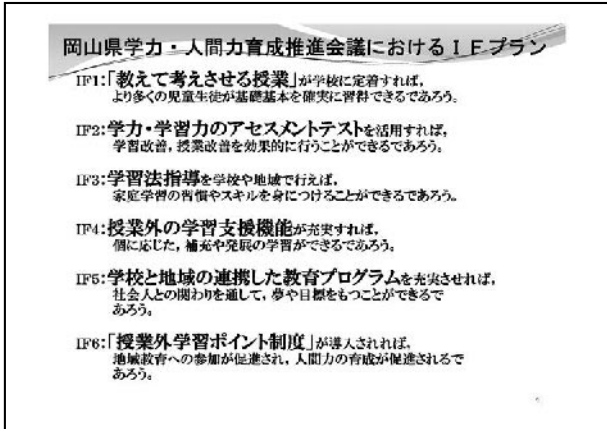 岡山県学力・人間力育成推進会議におけるＩＦプラン
IF1:「教えて考えさせる授業」が学校に定着すれば，
より多くの児童生徒が基礎基本を確実に習得できるであろう。
IF2:学力・学習力のアセスメントテストを活用すれば，
学習改善，授業改善を効果的に行うことができるであろう。
IF3:学習法指導を学校や地域で行えば，
家庭学習の習慣やスキルを身につけることができるであろう。
IF4:授業外の学習支援機能が充実すれば，
個に応じた，補充や発展の学習ができるであろう。
IF5:学校と地域の連携した教育プログラムを充実させれば，
社会人との関わりを通して，夢や目標をもつことができるで
あろう。
IF6:「授業外学習ポイント制度」が導入されれば，
地域教育への参加が促進され，人間力の育成が促進されるで
あろう。